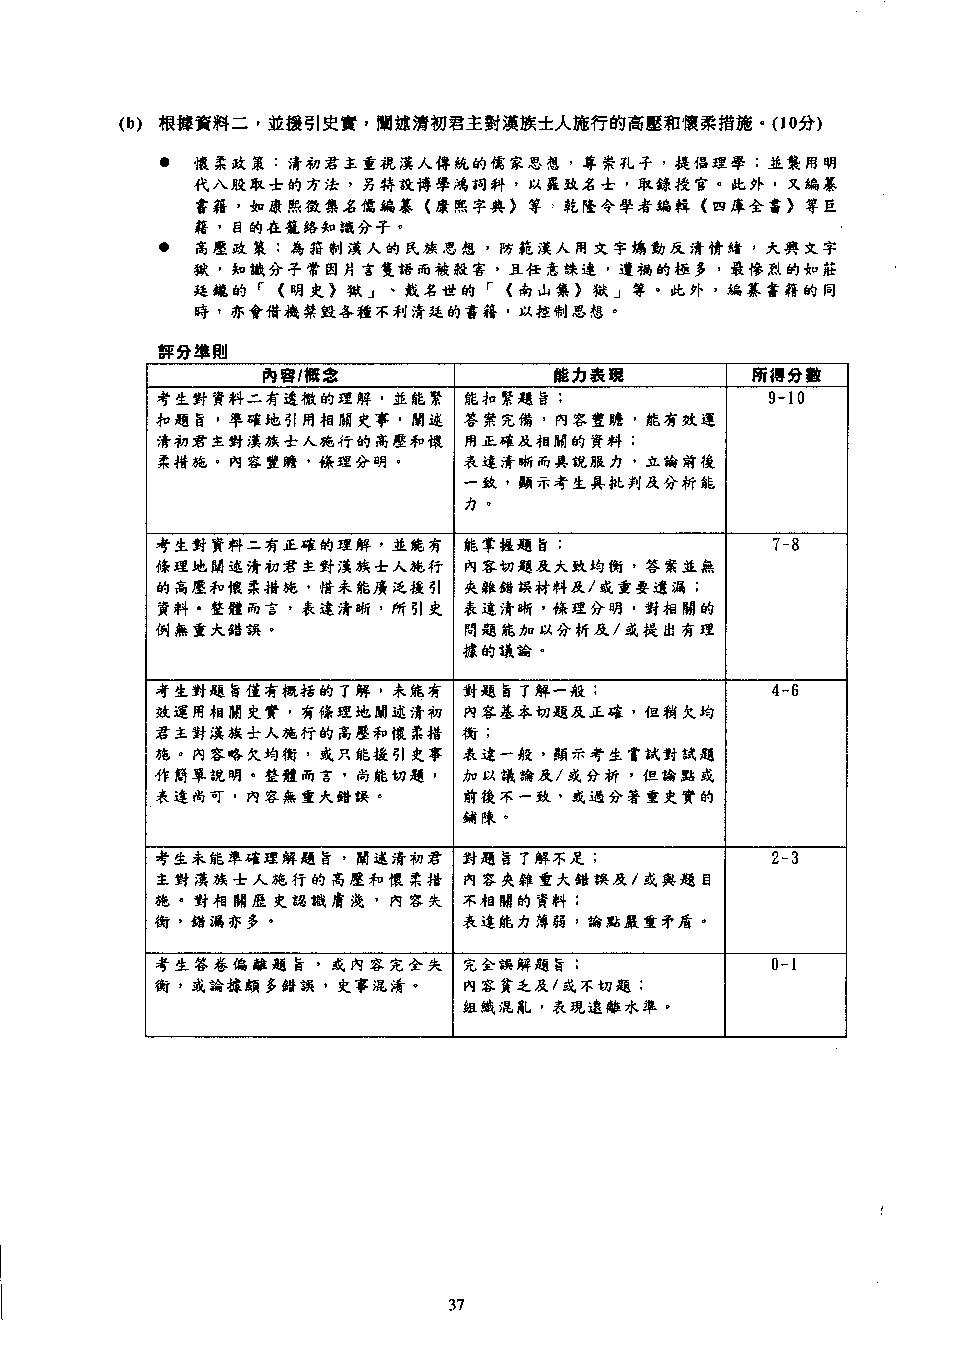 (b) 根據資料二，並援引史實，闡述清初君主對漢族士人施行的高壓和懷柔措施。(10分)
● 懷柔政策：清初君主重視漢人傳統的儒家思想，尊崇孔子，提倡理學；並襲用明
代八股取士的方法，另特設博學鴻詞科，以羅致名士，取錄授官。此外，又編纂
書籍，如康熙徵集名儒編纂《康熙字典》等，乾隆令學者編輯《四庫全書》等巨
籍，目的在籠絡知識分子。
● 高壓政策：為箝制漢人的民族思想，防範漢人用文字煽動反清情緒，大興文字
獄，知識分子常因片言隻語而被殺害，且任意誅連，遭禍的極多，最慘烈的如莊
廷鑨的「《明史》獄」、戴名世的「《南山集》獄」等。此外，編纂書籍的同
時，亦會借機禁毀各種不利清廷的書籍，以控制思想。
評分準則
內容/概念 能力表現 所得分數
考生對資料二有透徹的理解，並能緊
扣題旨，準確地引用相關史事，闡述
清初君主對漢族士人施行的高壓和懷
柔措施。內容豐贍，條理分明。
能扣緊題旨；
答案完備，內容豐贍，能有效運
用正確及相關的資料；
表達清晰而具說服力，立論前後
一致，顯示考生具批判及分析能
力。
9-10
考生對資料二有正確的理解，並能有
條理地闡述清初君主對漢族士人施行
的高壓和懷柔措施，惜未能廣泛援引
資料。整體而言，表達清晰，所引史
例無重大錯誤。
能掌握題旨；
內容切題及大致均衡，答案並無
夾雜錯誤材料及/或重要遺漏；
表達清晰，條理分明，對相關的
問題能加以分析及/或提出有理
據的議論。
7-8
考生對題旨僅有概括的了解，未能有
效運用相關史實，有條理地闡述清初
君主對漢族士人施行的高壓和懷柔措
施。內容略欠均衡，或只能援引史事
作簡單說明。整體而言，尚能切題，
表達尚可，內容無重大錯誤。
對題旨了解一般；
內容基本切題及正確，但稍欠均
衡；
表達一般，顯示考生嘗試對試題
加以議論及/或分析，但論點或
前後不一致，或過分著重史實的
鋪陳。
4-6
考生未能準確理解題旨，闡述清初君
主對漢族士人施行的高壓和懷柔措
施。對相關歷史認識膚淺，內容失
衡，錯漏亦多。
對題旨了解不足；
內容夾雜重大錯誤及/或與題目
不相關的資料；
表達能力薄弱，論點嚴重矛盾。
2-3
考生答卷偏離題旨，或內容完全失
衡，或論據頗多錯誤，史事混淆。
完全誤解題旨；
內容貧乏及/或不切題；
組織混亂，表現遠離水準。
0-1
37